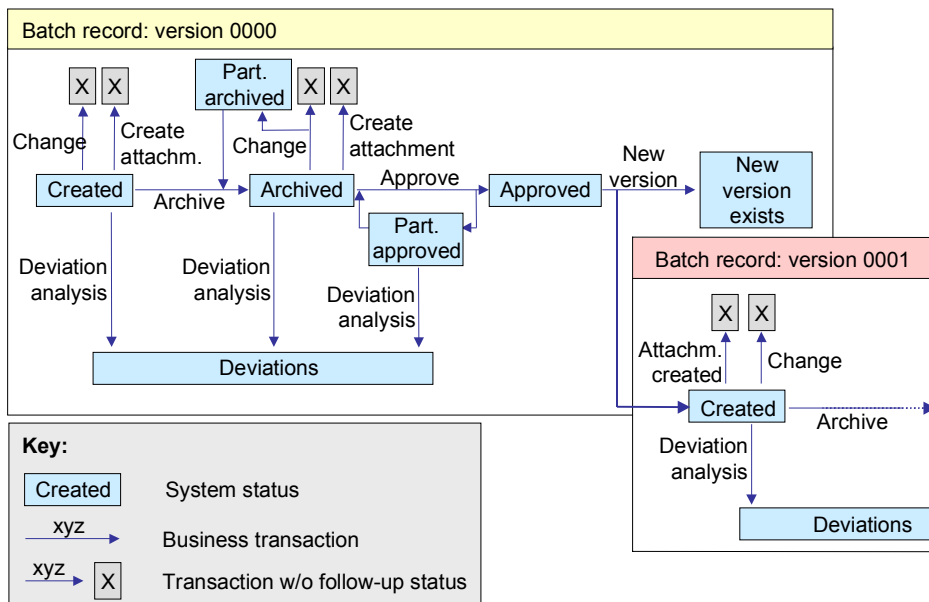 Batch record: version 0000
X
X
Part.
archived
X
X
Change
Create
attachm.
Change
Create
attachment
Created
Archive
Archived
Approve
Approved
New
version
New
version
exists
Part.
approved
Deviation
analysis
Deviation
analysis
Deviation
analysis
Deviations
Batch record: version 0001
X
X
Attachm.
created
Change
Created
Archive
Deviation
analysis
Deviations
Key:
Created
System status
xyz
Business transaction
xyz
X
Transaction w/o follow-up status